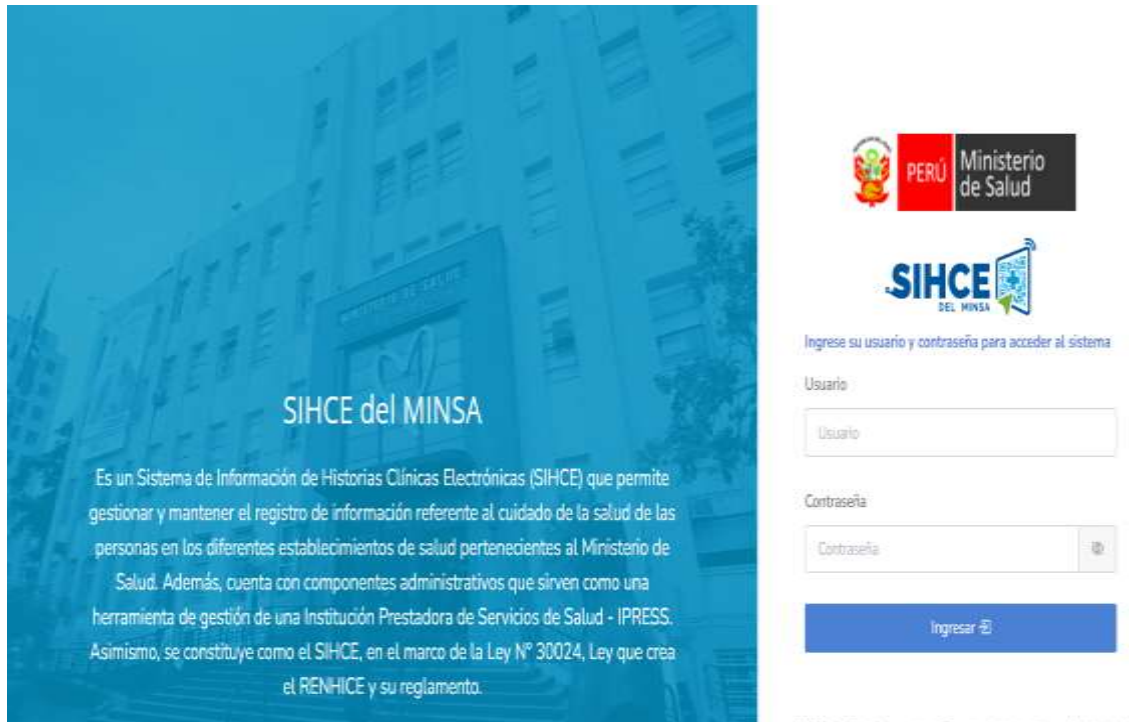 SIHCE del MINSA
Es un Sistema de Información de Historias Clínicas Electrónicas (SIHCE) que permite
gestionar y mantener el registro de información referente al cuidado de la salud de las
personas en los diferentes establecimientos de salud pertenecientes al Ministerio de
Salud. Además, cuenta con componentes administrativos que sirven como una
herramienta de gestión de una Institución Prestadora de Servicios de Salud - IPRESS.
Asimismo, se constituye como el SIHCE, en el marco de la Ley N° 30024, Ley que crea
el RENHICE y su reglamento.
MINISTERIO DE SALUD
PERÚ
Ministerio
de Salud
SIHCE
DEL MINSA
Ingrese su usuario y contraseña para acceder al sistema
Usuario
Usuario
Contraseña
Contraseña
Ingresar